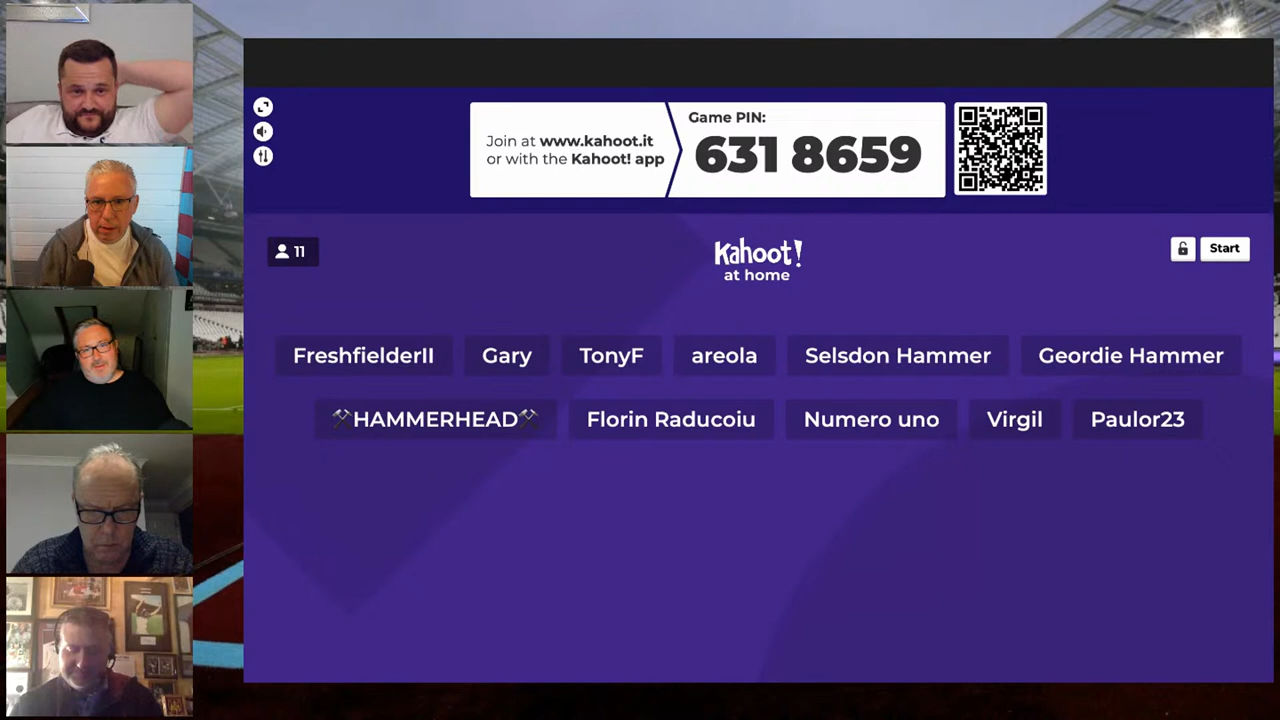 Join at www.kahoot.it
or with the Kahoot! app
Game PIN:
631 8659
11
Kahoot!
at home
Start
FreshfielderII Gary TonyF areola Selsdon Hammer Geordie Hammer
⚒HAMMERHEAD⚒ Florin Raducoiu Numero uno Virgil Paulor23